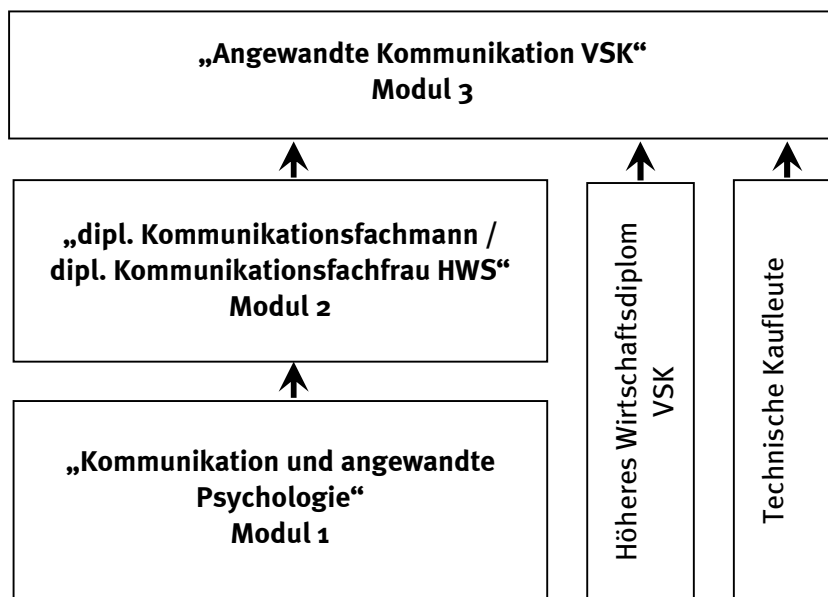 „Angewandte Kommunikation VSK“
Modul 3
„dipl. Kommunikationsfachmann /
dipl. Kommunikationsfachfrau HWS“
Modul 2
„Kommunikation und angewandte
Psychologie“
Modul 1
Höheres Wirtschaftsdiplom
VSK
Technische Kaufleute